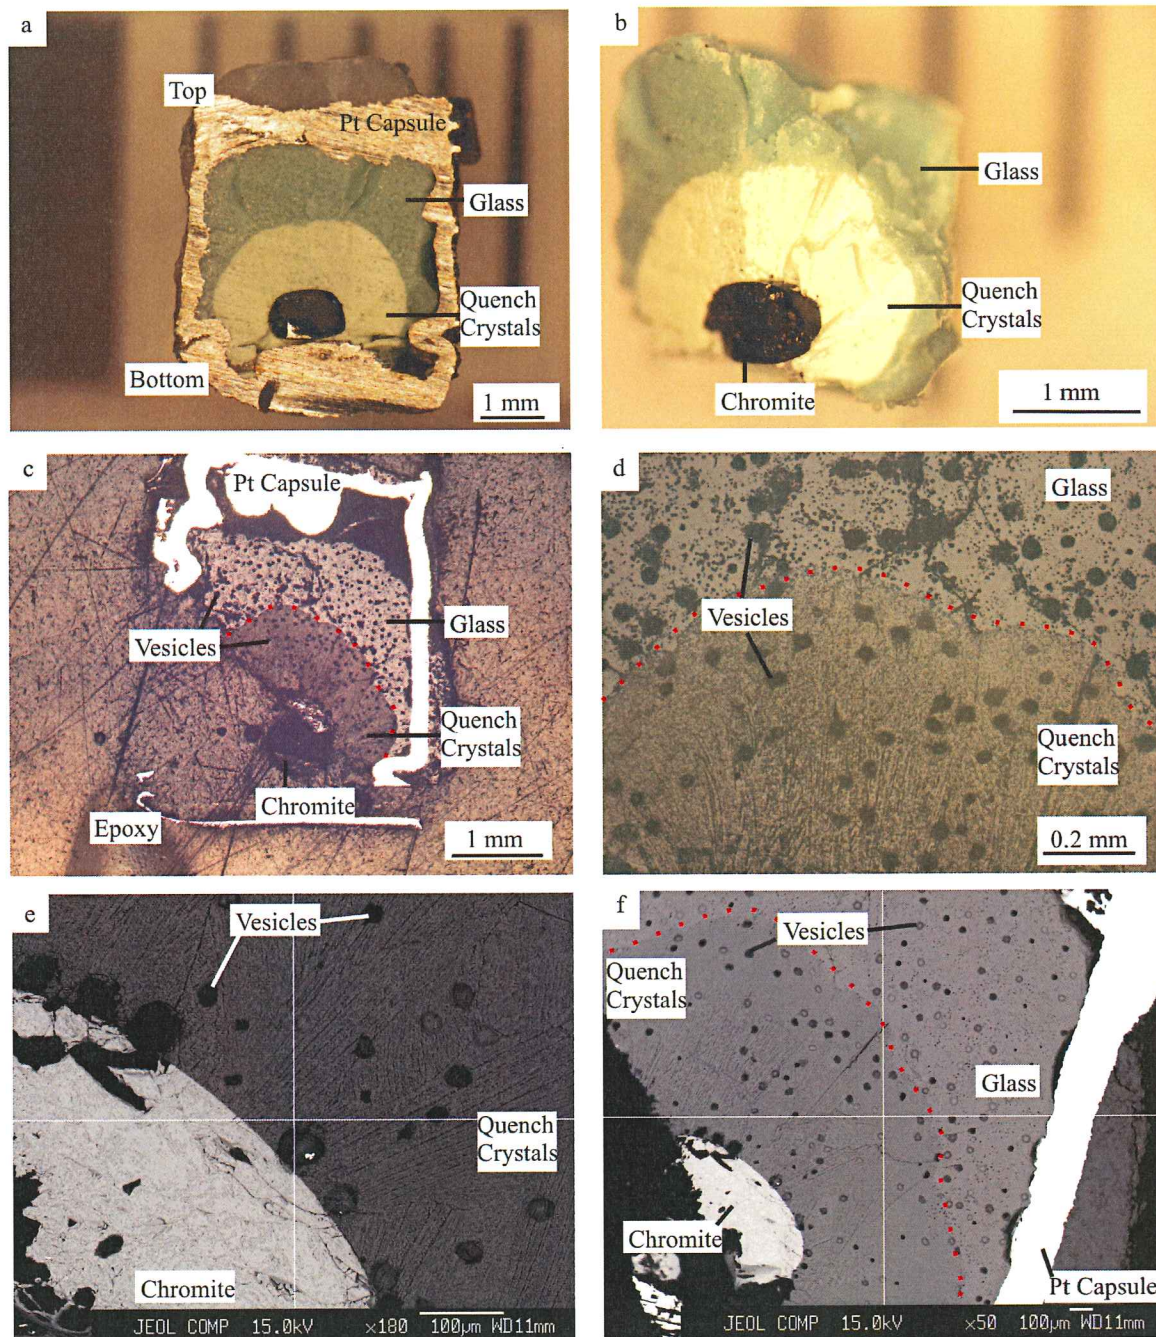 a
Top
Pt Capsule
Glass
Quench
Crystals
Bottom
1 mm
b
Glass
Quench
Crystals
Chromite
1 mm
c
Pt Capsule
Vesicles
Glass
Quench
Crystals
Chromite
Epoxy
1 mm
d
Glass
Vesicles
Quench
Crystals
0.2 mm
e
Vesicles
Quench
Crystals
Chromite
JEOL COMP 15.0kV ×180 100µm WD11mm
f
Vesicles
Quench
Crystals
Glass
Chromite
Pt Capsule
JEOL COMP 15.0kV ×50 100µm WD11mm